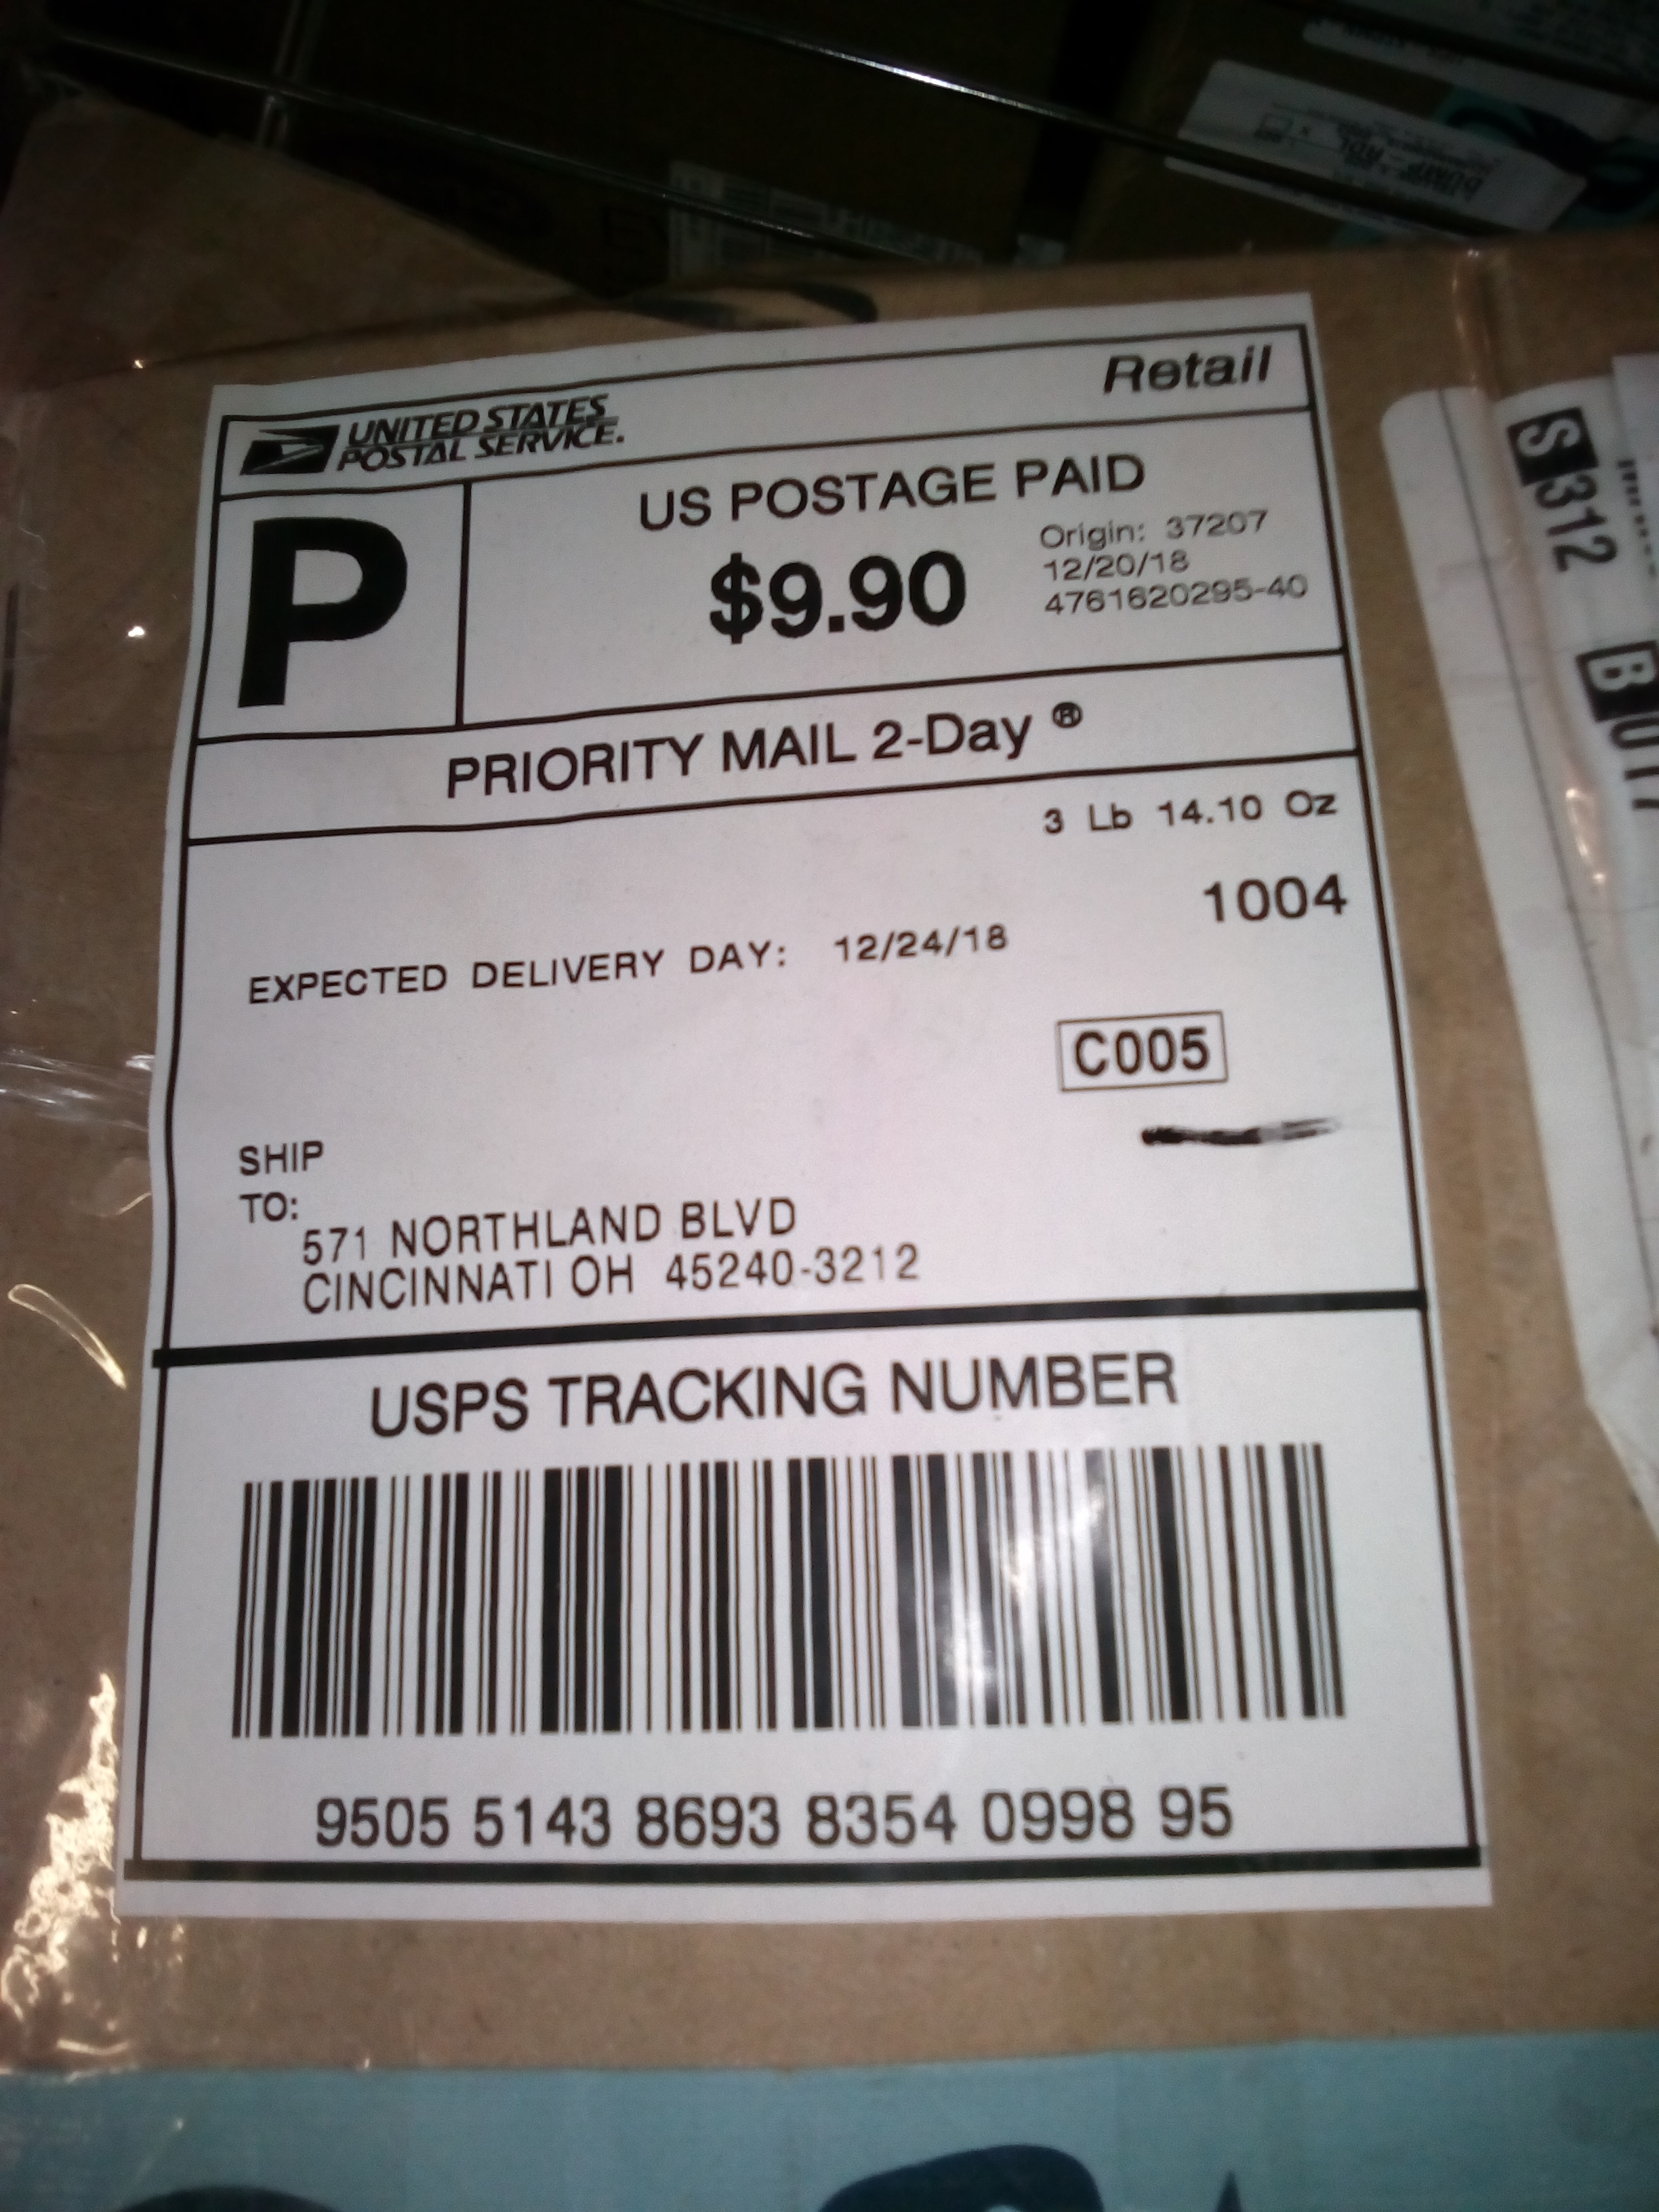 Retail
UNITED STATES
POSTAL SERVICE.
P
US POSTAGE PAID
$9.90
Origin: 37207
12/20/18
4761620295-40
PRIORITY MAIL 2-Day ®
3 Lb 14.10 Oz
1004
EXPECTED DELIVERY DAY: 12/24/18
C005
SHIP
TO:
571 NORTHLAND BLVD
CINCINNATI OH 45240-3212
USPS TRACKING NUMBER
9505 5143 8693 8354 0998 95
S 312
B 017